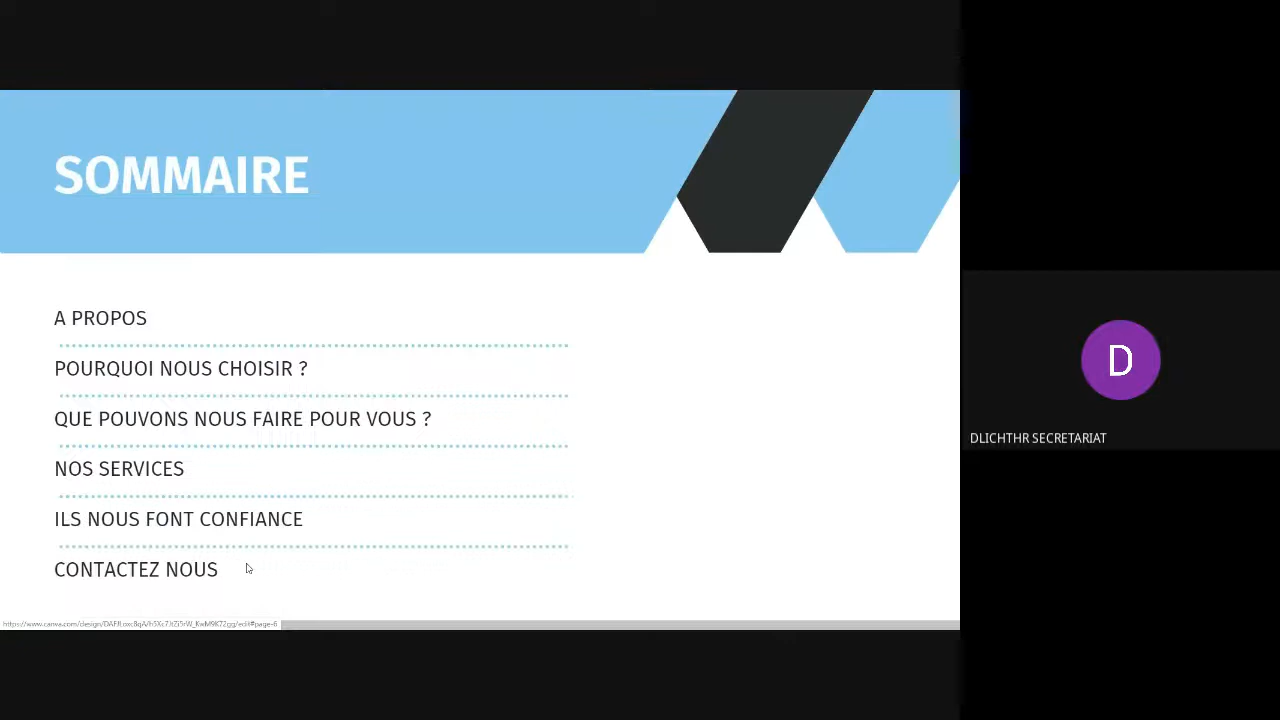 SOMMAIRE
A PROPOS
POURQUOI NOUS CHOISIR ?
QUE POUVONS NOUS FAIRE POUR VOUS ?
NOS SERVICES
ILS NOUS FONT CONFIANCE
CONTACTEZ NOUS
D
DLICHTHR SECRETARIAT